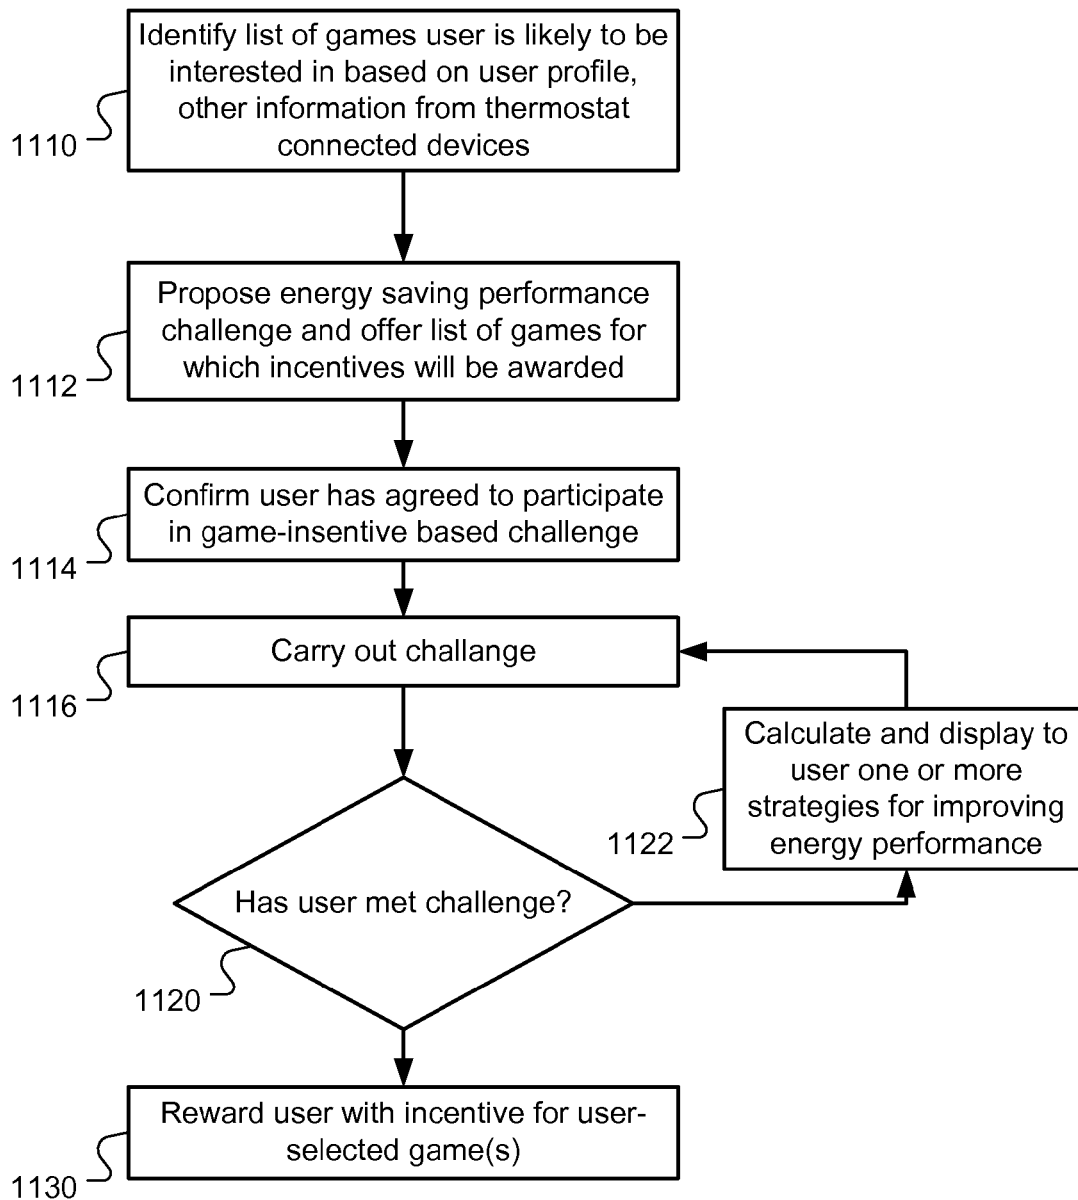 Identify list of games user is likely to be
interested in based on user profile,
other information from thermostat
connected devices
1110
Propose energy saving performance
challenge and offer list of games for
which incentives will be awarded
1112
Confirm user has agreed to participate
in game-insentive based challenge
1114
Carry out challange
1116
Calculate and display to
user one or more
strategies for improving
energy performance
1122
Has user met challenge?
1120
Reward user with incentive for user-
selected game(s)
1130